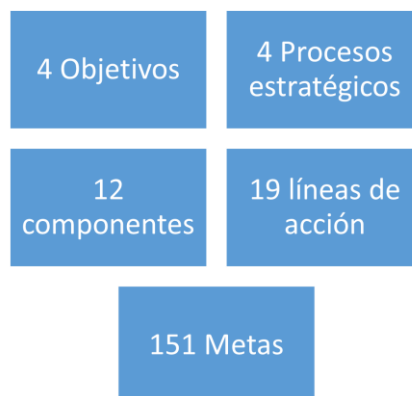 4 Objetivos
4 Procesos
estratégicos
12
componentes
19 líneas de
acción
151 Metas